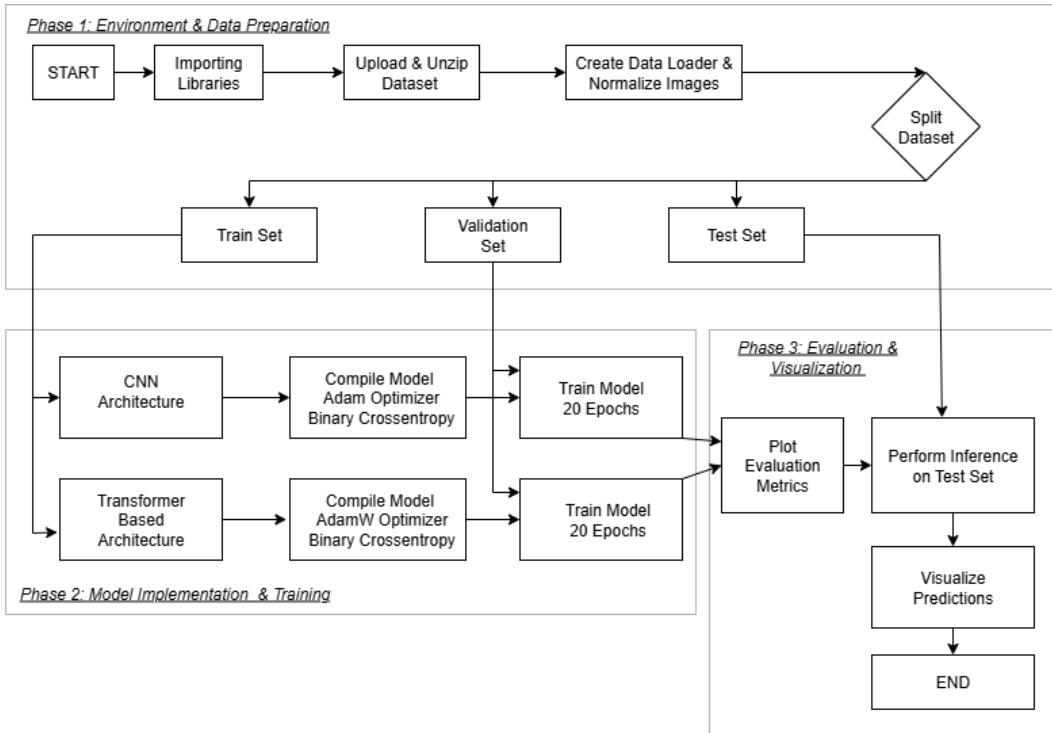 Phase 1: Environment & Data Preparation
START
Importing
Libraries
Upload & Unzip
Dataset
Create Data Loader &
Normalize Images
Split
Dataset
Train Set
Validation
Set
Test Set
CNN
Architecture
Compile Model
Adam Optimizer
Binary Crossentropy
Train Model
20 Epochs
Transformer
Based
Architecture
Compile Model
AdamW Optimizer
Binary Crossentropy
Train Model
20 Epochs
Phase 2: Model Implementation & Training
Phase 3: Evaluation &
Visualization
Plot
Evaluation
Metrics
Perform Inference
on Test Set
Visualize
Predictions
END